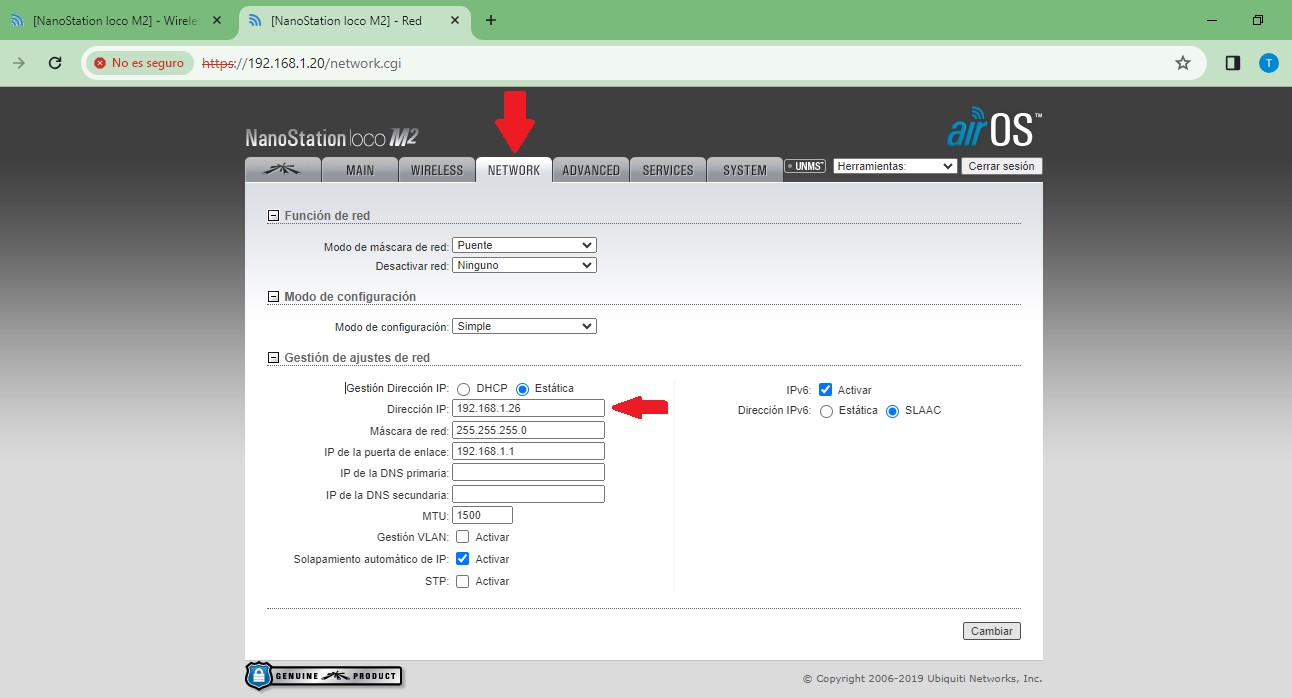 [NanoStation loco M2] - Wirele
[NanoStation loco M2] - Red
No es seguro https://192.168.1.20/network.cgi T
NanoStation loco M2 airOS™
MAIN WIRELESS NETWORK ADVANCED SERVICES SYSTEM UNMS™ Herramientas: Cerrar sesión
Función de red
Modo de máscara de red: Puente
Desactivar red: Ninguno
Modo de configuración
Modo de configuración: Simple
Gestión de ajustes de red
Gestión Dirección IP: DHCP Estática
Dirección IP: 192.168.1.26
Máscara de red: 255.255.255.0
IP de la puerta de enlace: 192.168.1.1
IP de la DNS primaria:
IP de la DNS secundaria:
MTU: 1500
Gestión VLAN: Activar
Solapamiento automático de IP: Activar
STP: Activar
IPv6: Activar
Dirección IPv6: Estática SLAAC
Cambiar
GENUINE PRODUCT
© Copyright 2006-2019 Ubiquiti Networks, Inc.